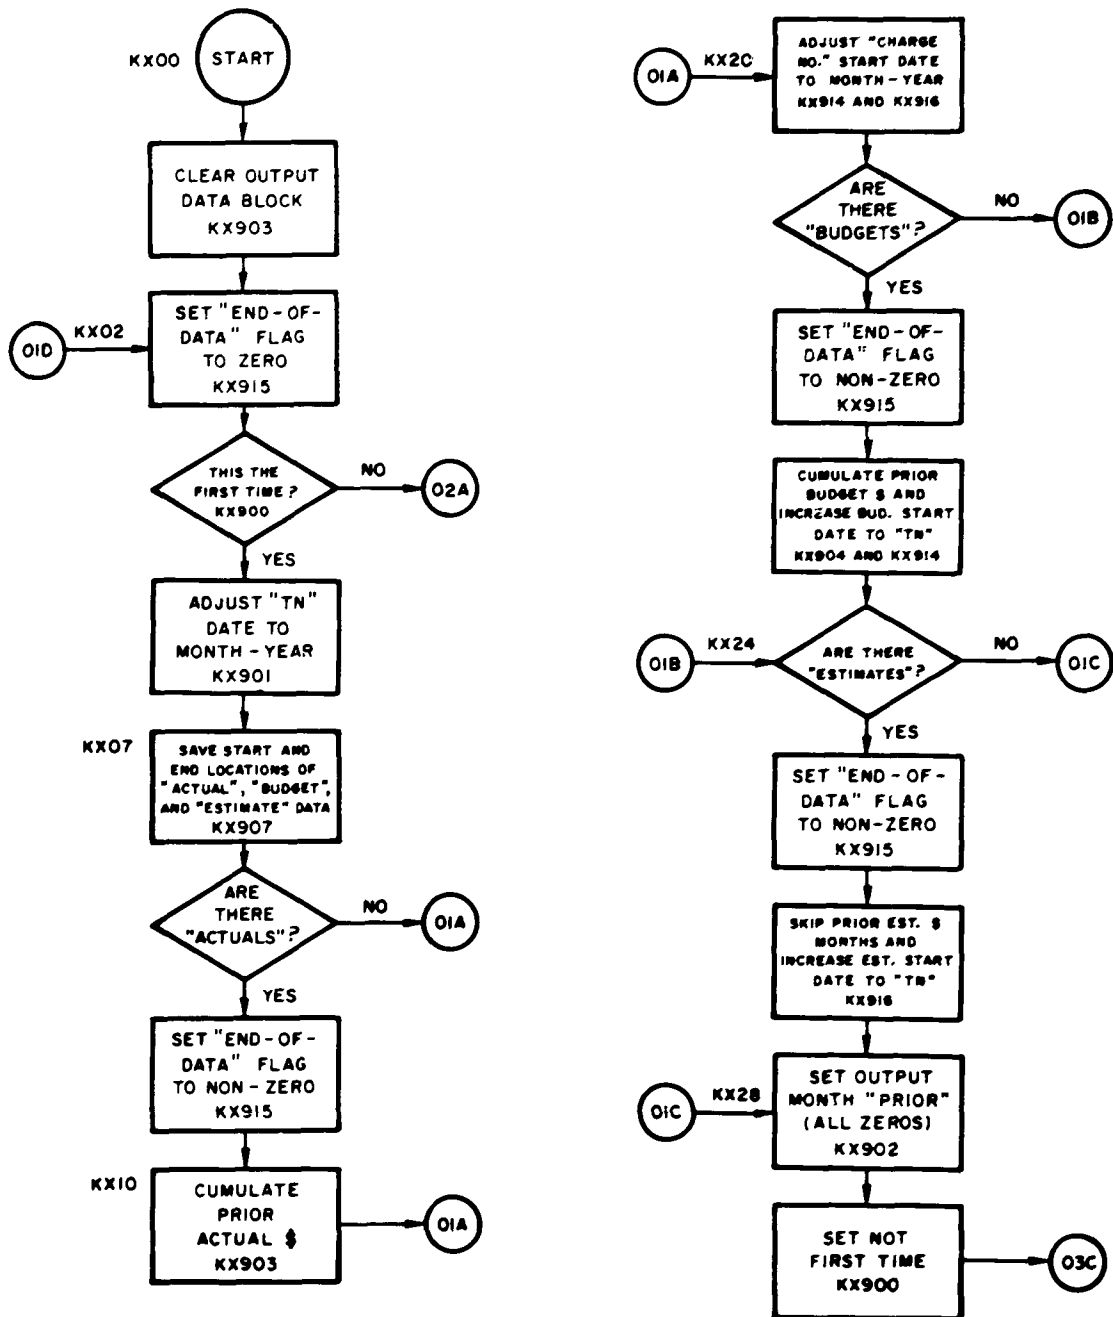 KX00
START
CLEAR OUTPUT
DATA BLOCK
KX903
01D
KX02
SET "END-OF-
DATA" FLAG
TO ZERO
KX915
THIS THE
FIRST TIME?
KX900
NO
02A
YES
ADJUST "TN"
DATE TO
MONTH-YEAR
KX901
KX07
SAVE START AND
END LOCATIONS OF
"ACTUAL", "BUDGET",
AND "ESTIMATE" DATA
KX907
ARE
THERE
"ACTUALS"?
NO
01A
YES
SET "END-OF-
DATA" FLAG
TO NON-ZERO
KX915
KX10
CUMULATE
PRIOR
ACTUAL $
KX903
01A
01A
KX20
ADJUST "CHARGE
NO." START DATE
TO MONTH-YEAR
KX914 AND KX916
ARE
THERE
"BUDGETS"?
NO
01B
YES
SET "END-OF-
DATA" FLAG
TO NON-ZERO
KX915
CUMULATE PRIOR
BUDGET $ AND
INCREASE BUD. START
DATE TO "TN"
KX904 AND KX914
01B
KX24
ARE THERE
"ESTIMATES"?
NO
01C
YES
SET "END-OF-
DATA" FLAG
TO NON-ZERO
KX915
SKIP PRIOR EST. $
MONTHS AND
INCREASE EST. START
DATE TO "TN"
KX916
01C
KX28
SET OUTPUT
MONTH "PRIOR"
(ALL ZEROS)
KX902
SET NOT
FIRST TIME
KX900
03C